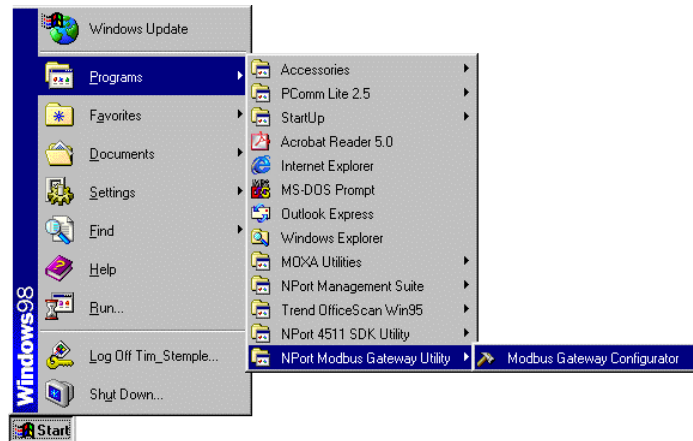 Windows Update
Programs
Favorites
Documents
Settings
Find
Help
Run...
Log Off Tim_Stemple...
Shut Down...
Windows98
Start
Accessories
PComm Lite 2.5
StartUp
Acrobat Reader 5.0
Internet Explorer
MS-DOS Prompt
Outlook Express
Windows Explorer
MOXA Utilities
NPort Management Suite
Trend OfficeScan Win95
NPort 4511 SDK Utility
NPort Modbus Gateway Utility
Modbus Gateway Configurator